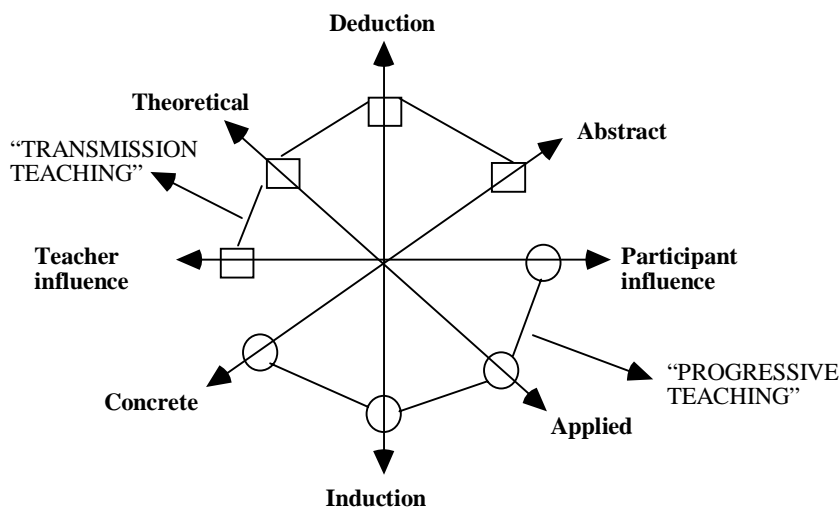 Deduction
Theoretical
Abstract
“TRANSMISSION
TEACHING”
Teacher
influence
Participant
influence
“PROGRESSIVE
TEACHING”
Concrete
Applied
Induction